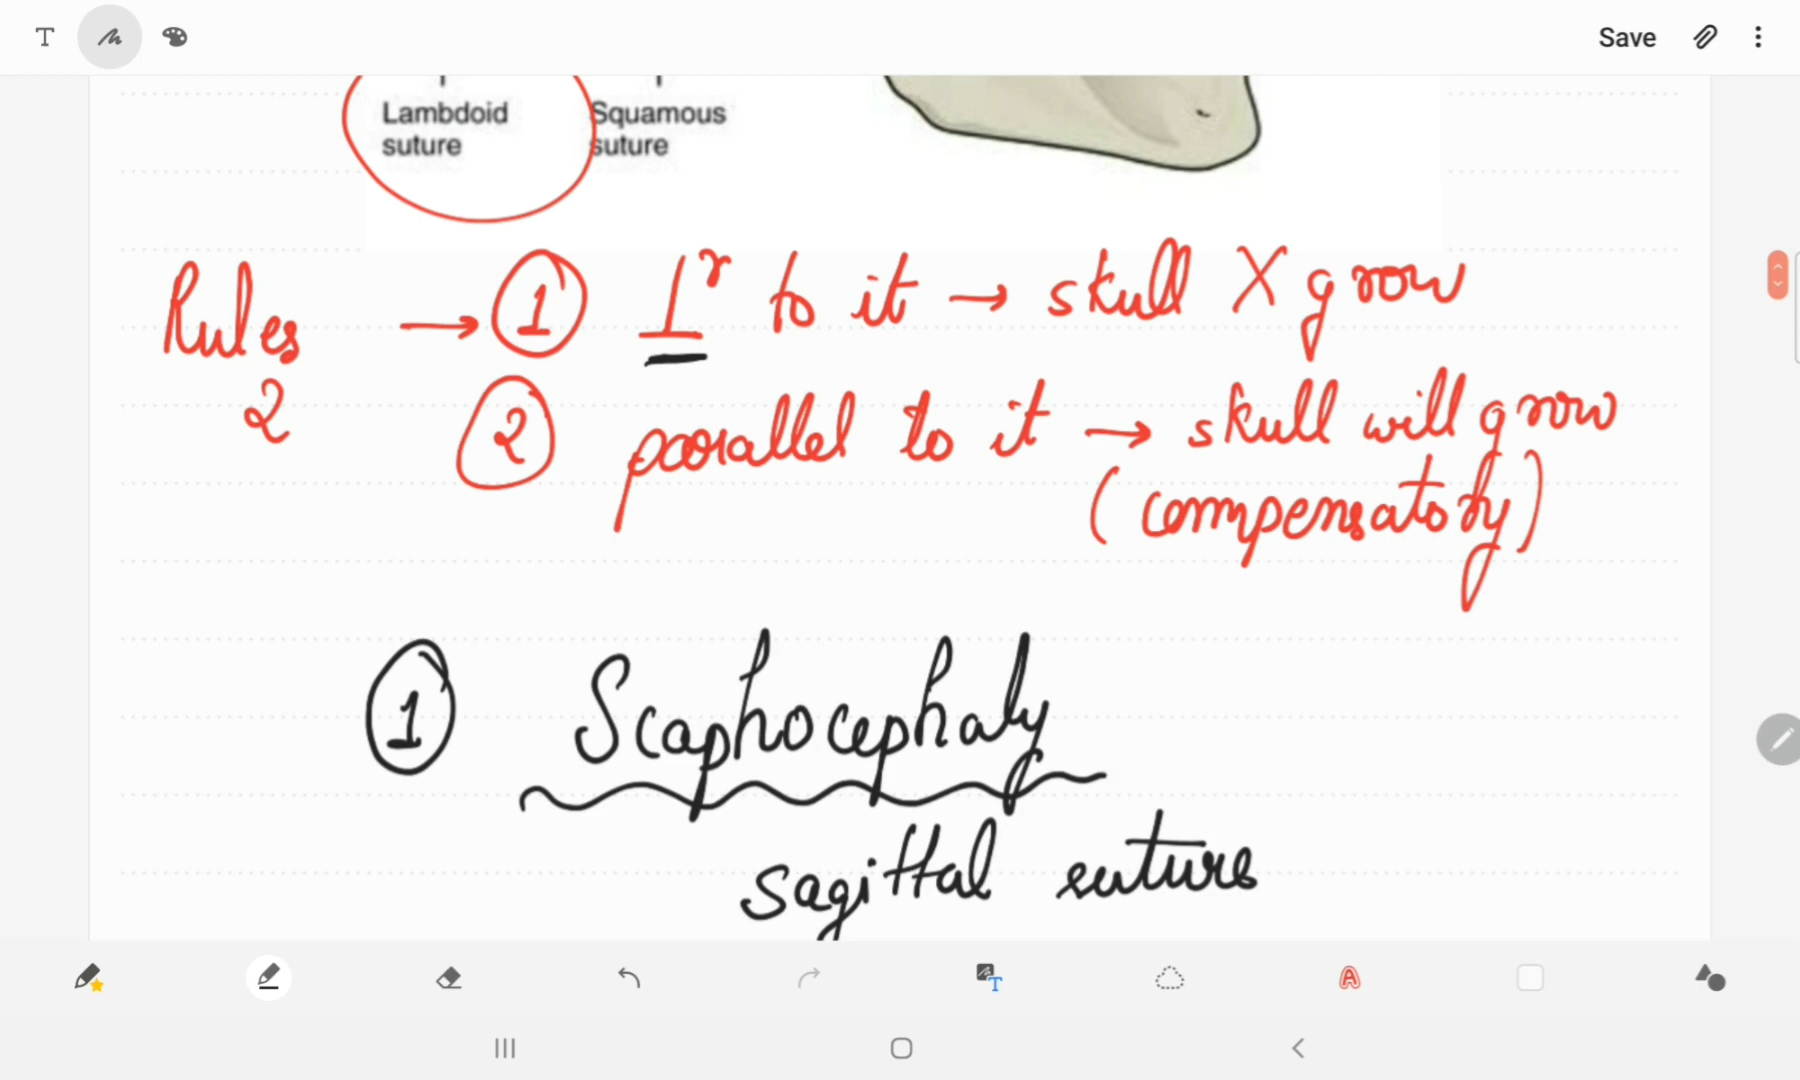 T
Save
Lambdoid Squamous
suture suture
Rules → ① ⊥r to it → skull X grow
2 ② parallel to it → skull will grow
(compensatory)
① Scaphocephaly
sagittal suture
T
A